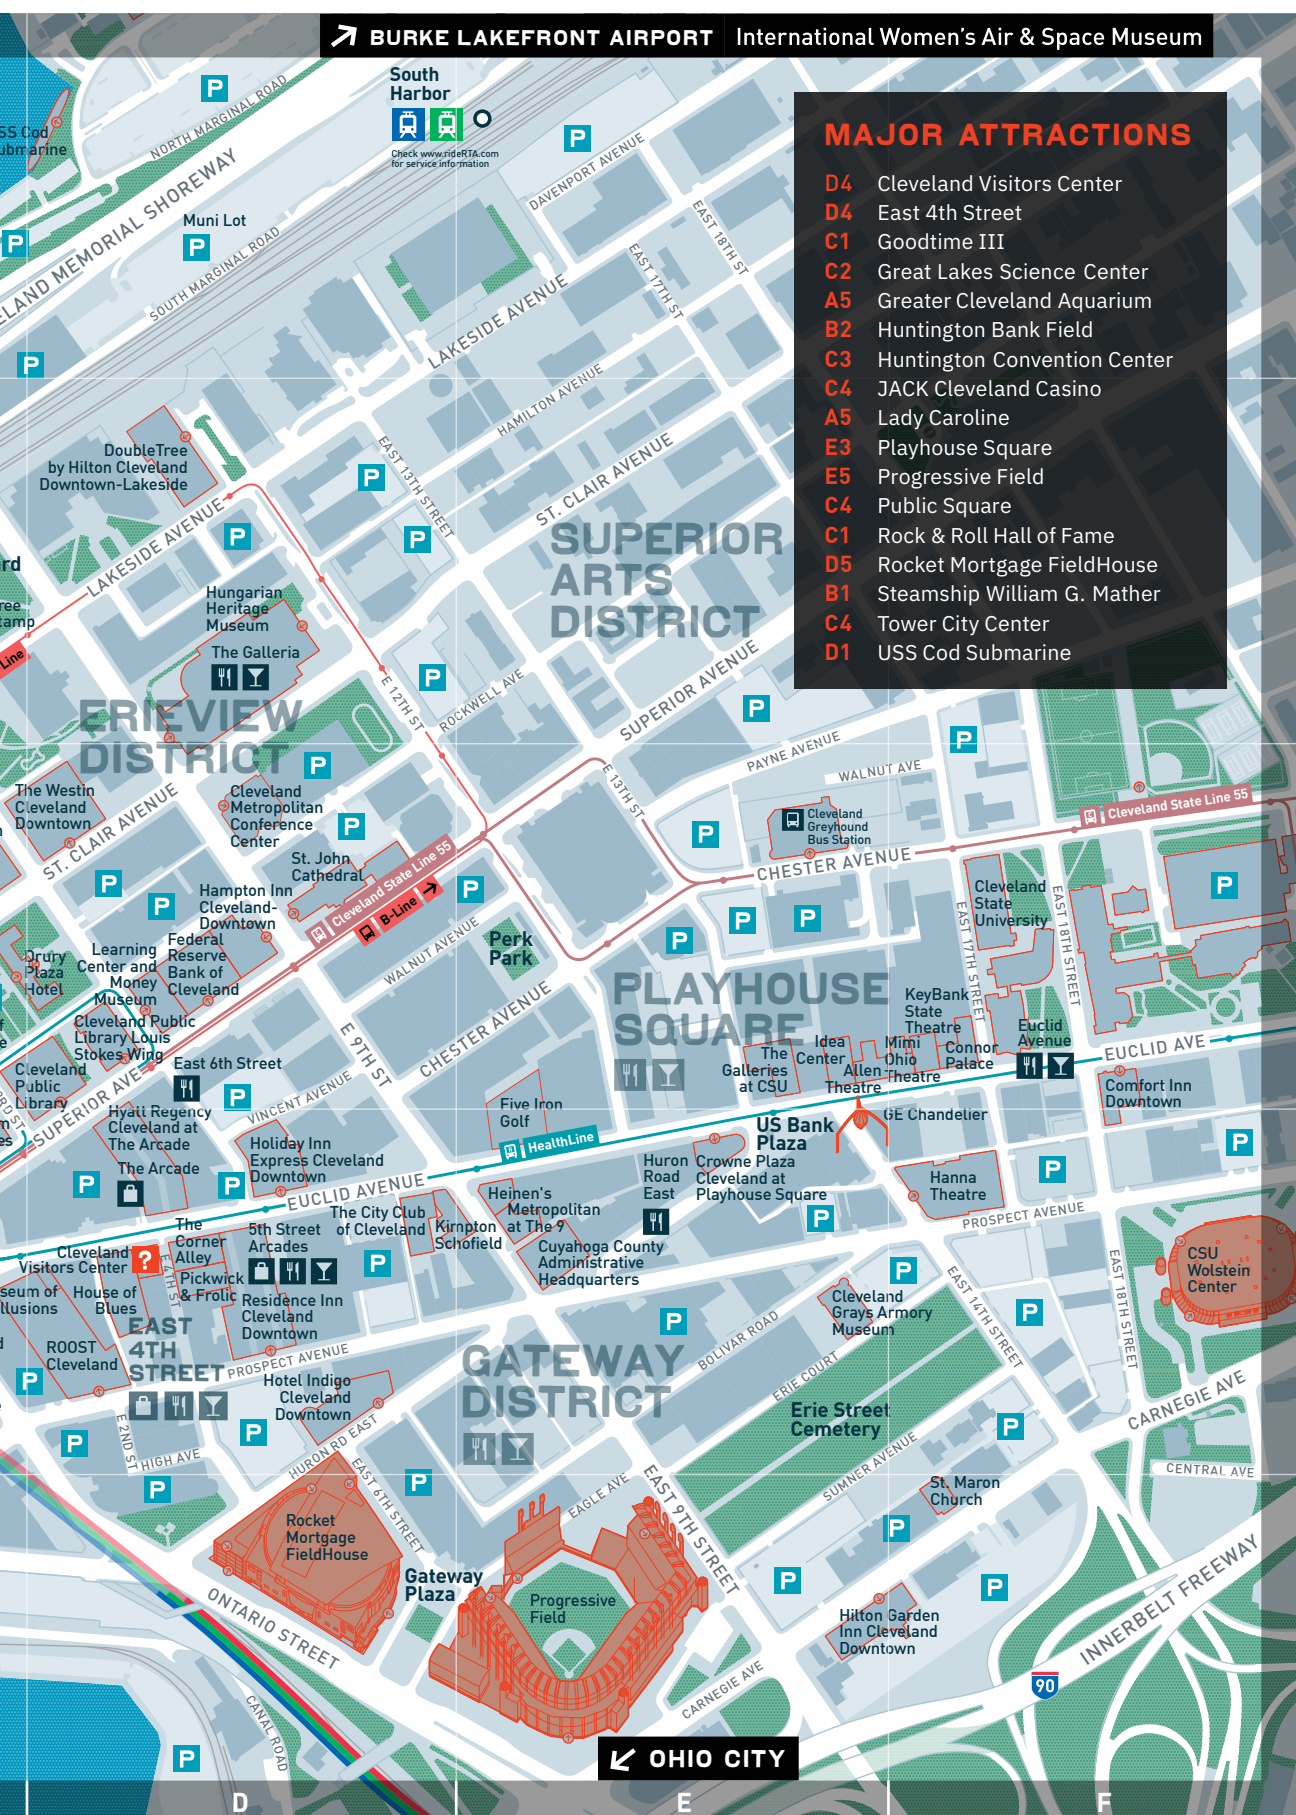 BURKE LAKEFRONT AIRPORT International Women's Air & Space Museum
South
Harbor
Check www.rideRTA.com
for service information
MAJOR ATTRACTIONS
D4 Cleveland Visitors Center
D4 East 4th Street
C1 Goodtime III
C2 Great Lakes Science Center
A5 Greater Cleveland Aquarium
B2 Huntington Bank Field
C3 Huntington Convention Center
C4 JACK Cleveland Casino
A5 Lady Caroline
E3 Playhouse Square
E5 Progressive Field
C4 Public Square
C1 Rock & Roll Hall of Fame
D5 Rocket Mortgage FieldHouse
B1 Steamship William G. Mather
C4 Tower City Center
D1 USS Cod Submarine
P
NORTH MARGINAL ROAD
SS Cod
ubmarine
ELAND MEMORIAL SHOREWAY
Muni Lot
P
P
SOUTH MARGINAL ROAD
P
P
DAVENPORT AVENUE
EAST 18TH ST
EAST 17TH ST
LAKESIDE AVENUE
HAMILTON AVENUE
EAST 13TH STREET
ST. CLAIR AVENUE
DoubleTree
by Hilton Cleveland
Downtown-Lakeside
P
P
P
LAKESIDE AVENUE
SUPERIOR
ARTS
DISTRICT
ird
ree
tamp
Line
Hungarian
Heritage
Museum
The Galleria
P
E 12TH ST
ROCKWELL AVE
SUPERIOR AVENUE
P
ERIEVIEW
DISTRICT
P
PAYNE AVENUE
WALNUT AVE
P
E 13TH ST
The Westin
Cleveland
Downtown
ST. CLAIR AVENUE
Cleveland
Metropolitan
Conference
Center
P
St. John
Cathedral
Cleveland State Line 55
B-Line
P
Cleveland
Greyhound
Bus Station
P
CHESTER AVENUE
Cleveland State Line 55
P
P
P
Hampton Inn
Cleveland-
Downtown
Federal
Reserve
Bank of
Cleveland
Learning
Center and
Money
Museum
Drury
Plaza
Hotel
WALNUT AVENUE
Perk
Park
P
P
P
Cleveland
State
University
EAST 17TH STREET
EAST 18TH STREET
PLAYHOUSE
SQUARE
CHESTER AVENUE
E 9TH ST
f
e
Cleveland Public
Library Louis
Stokes Wing
Cleveland
Public
Library
East 6th Street
SUPERIOR AVE
P
VINCENT AVENUE
KeyBank
State
Theatre
Idea
Center
The
Galleries
at CSU
Allen
Theatre
Mimi
Ohio
Theatre
Connor
Palace
Euclid
Avenue
EUCLID AVE
Comfort Inn
Downtown
Hyatt Regency
Cleveland at
The Arcade
The Arcade
P
P
Holiday Inn
Express Cleveland
Downtown
Five Iron
Golf
HealthLine
GE Chandelier
US Bank
Plaza
P
P
EUCLID AVENUE
Huron
Road
East
Crowne Plaza
Cleveland at
Playhouse Square
P
Hanna
Theatre
PROSPECT AVENUE
Heinen's
Metropolitan
at The 9
The City Club
of Cleveland
Kimpton
Schofield
The
Corner
Alley
5th Street
Arcades
P
Cuyahoga County
Administrative
Headquarters
Cleveland
Visitors Center
?
E 4TH ST
Pickwick
& Frolic
House of
Blues
seum of
llusions
Residence Inn
Cleveland
Downtown
EAST
4TH
STREET
ROOST
Cleveland
P
PROSPECT AVENUE
Hotel Indigo
Cleveland
Downtown
HURON RD EAST
P
GATEWAY
DISTRICT
P
BOLIVAR ROAD
Cleveland
Grays Armory
Museum
ERIE COURT
EAST 14TH STREET
P
P
CSU
Wolstein
Center
EAST 18TH STREET
Erie Street
Cemetery
SUMNER AVENUE
P
CARNEGIE AVE
CENTRAL AVE
P
E 2ND ST
HIGH AVE
P
EAST 6TH STREET
P
EAGLE AVE
EAST 9TH STREET
St. Maron
Church
P
Rocket
Mortgage
FieldHouse
Gateway
Plaza
Progressive
Field
P
P
INNERBELT FREEWAY
ONTARIO STREET
Hilton Garden
Inn Cleveland
Downtown
CARNEGIE AVE
90
CANAL ROAD
P
OHIO CITY
D E F